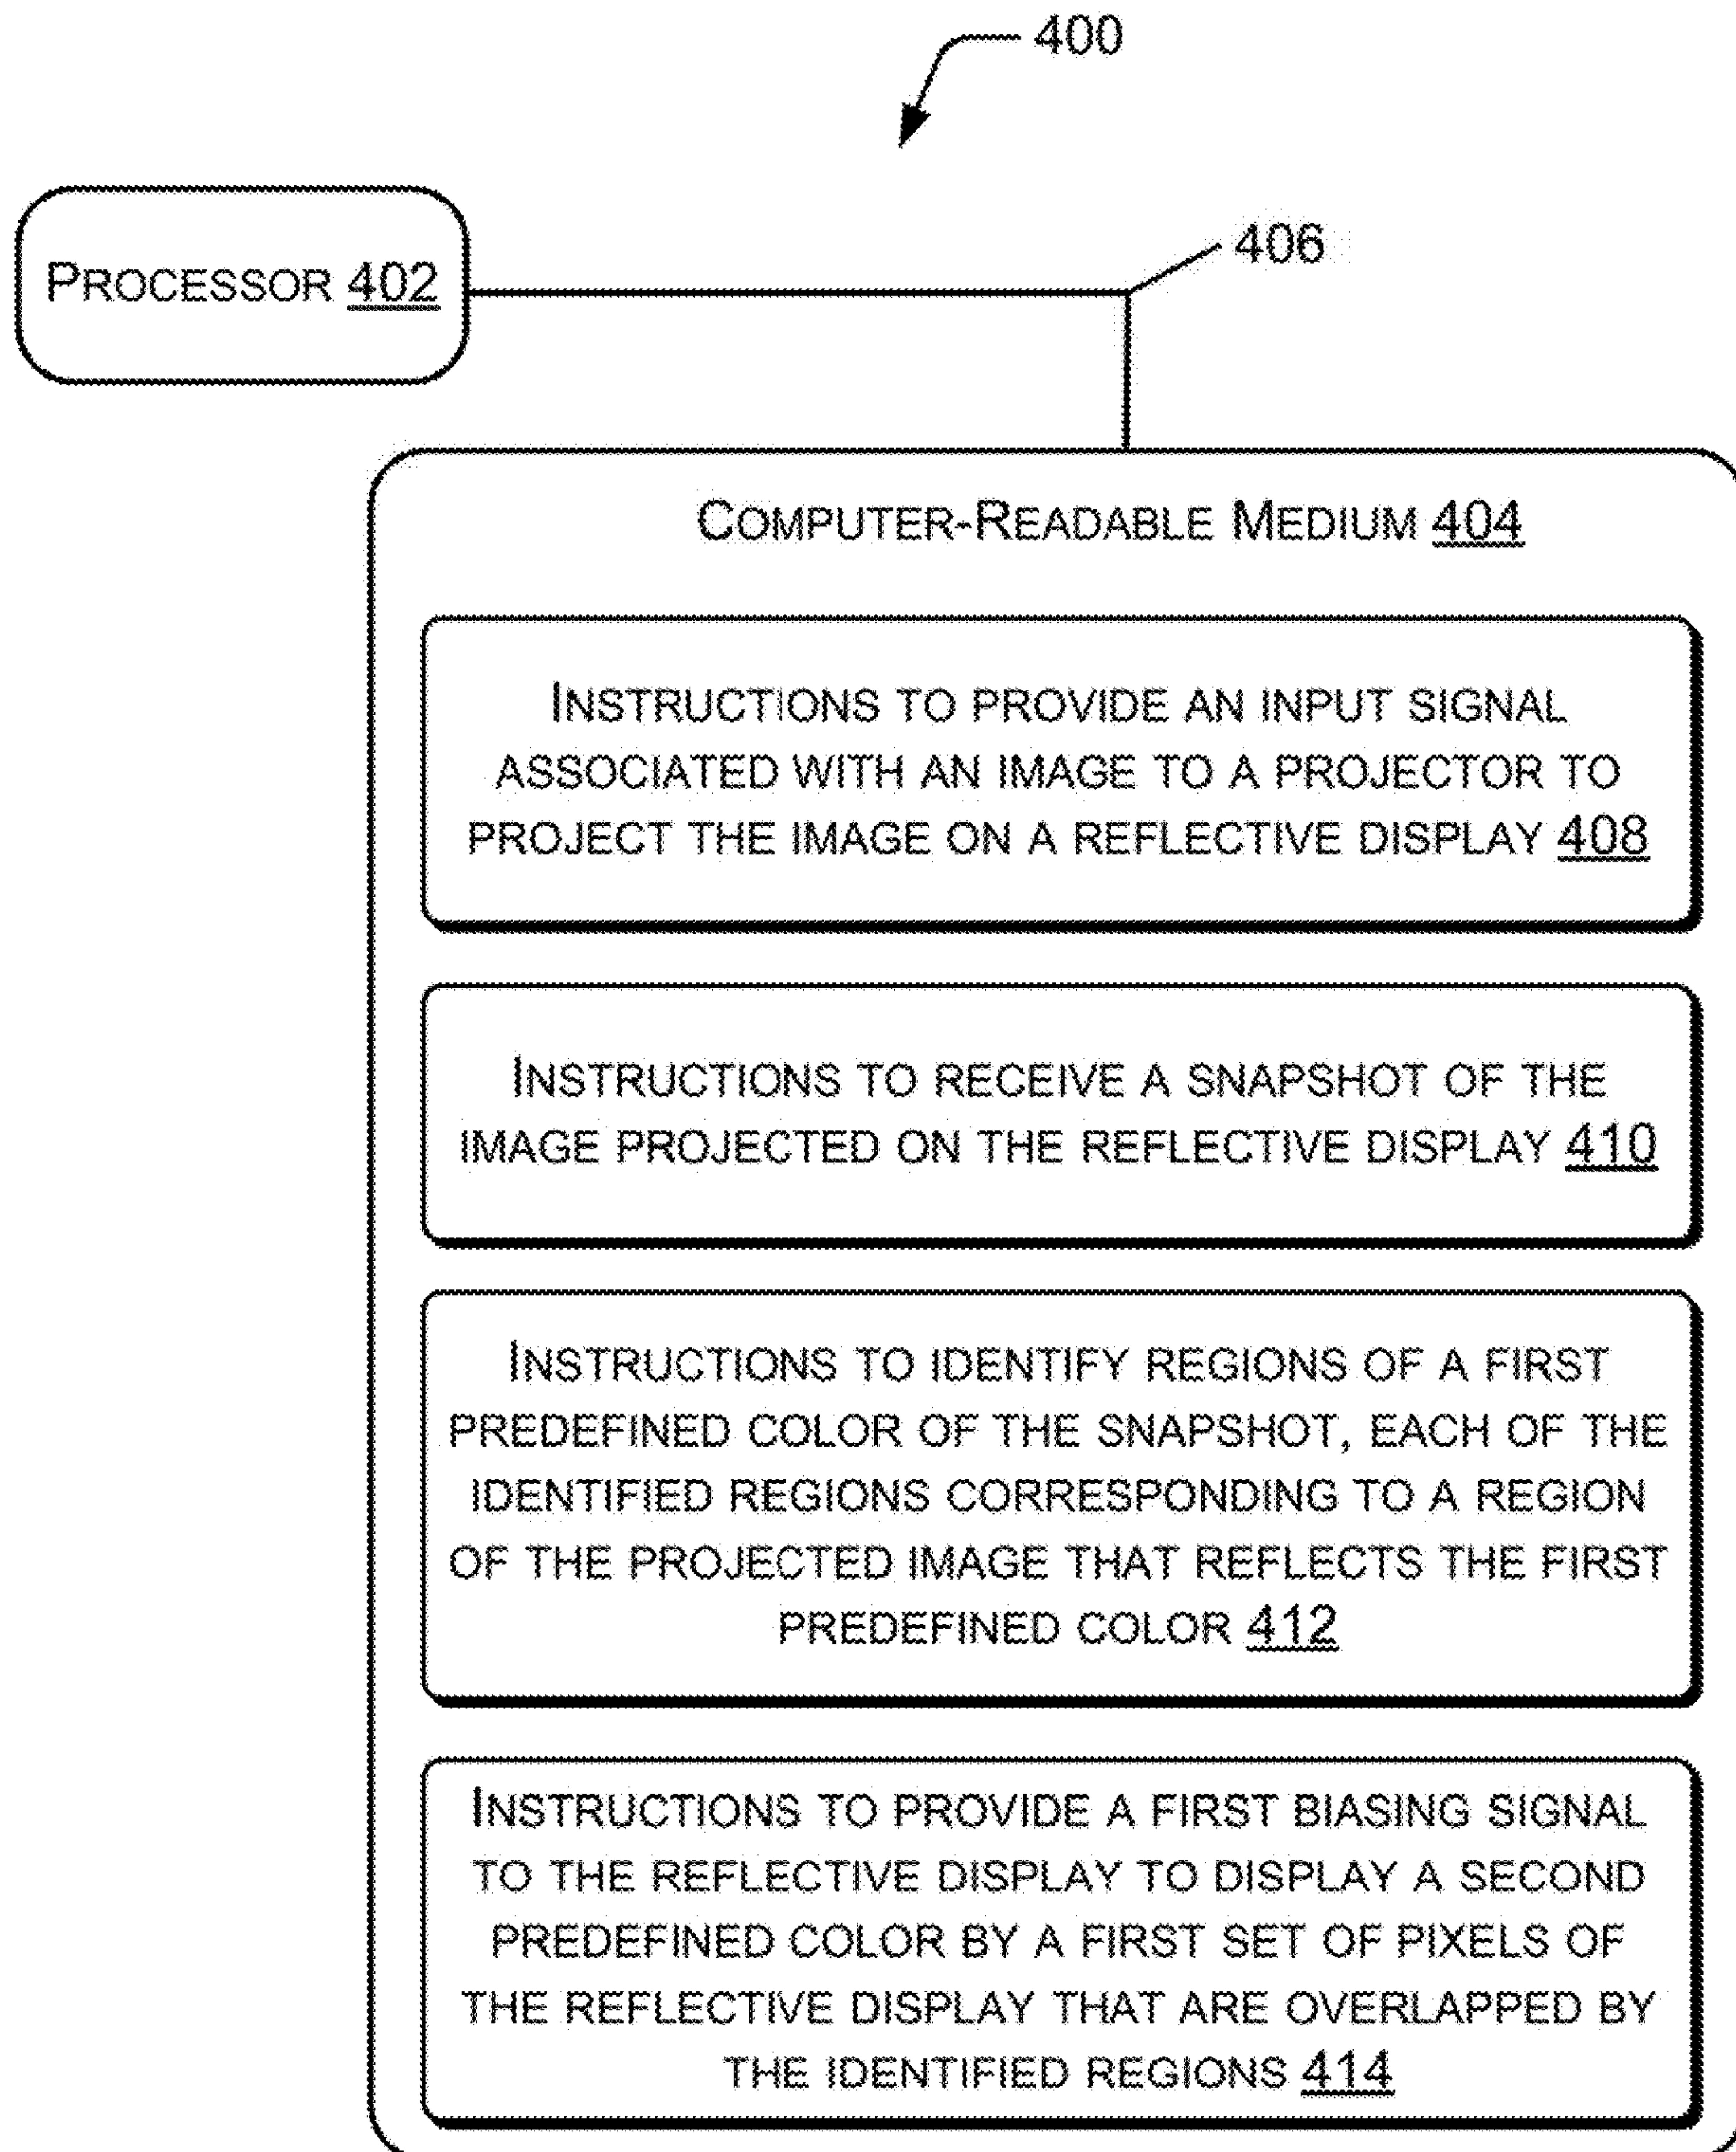 400
406
PROCESSOR 402
COMPUTER-READABLE MEDIUM 404
INSTRUCTIONS TO PROVIDE AN INPUT SIGNAL
ASSOCIATED WITH AN IMAGE TO A PROJECTOR TO
PROJECT THE IMAGE ON A REFLECTIVE DISPLAY 408
INSTRUCTIONS TO RECEIVE A SNAPSHOT OF THE
IMAGE PROJECTED ON THE REFLECTIVE DISPLAY 410
INSTRUCTIONS TO IDENTIFY REGIONS OF A FIRST
PREDEFINED COLOR OF THE SNAPSHOT, EACH OF THE
IDENTIFIED REGIONS CORRESPONDING TO A REGION
OF THE PROJECTED IMAGE THAT REFLECTS THE FIRST
PREDEFINED COLOR 412
INSTRUCTIONS TO PROVIDE A FIRST BIASING SIGNAL
TO THE REFLECTIVE DISPLAY TO DISPLAY A SECOND
PREDEFINED COLOR BY A FIRST SET OF PIXELS OF
THE REFLECTIVE DISPLAY THAT ARE OVERLAPPED BY
THE IDENTIFIED REGIONS 414